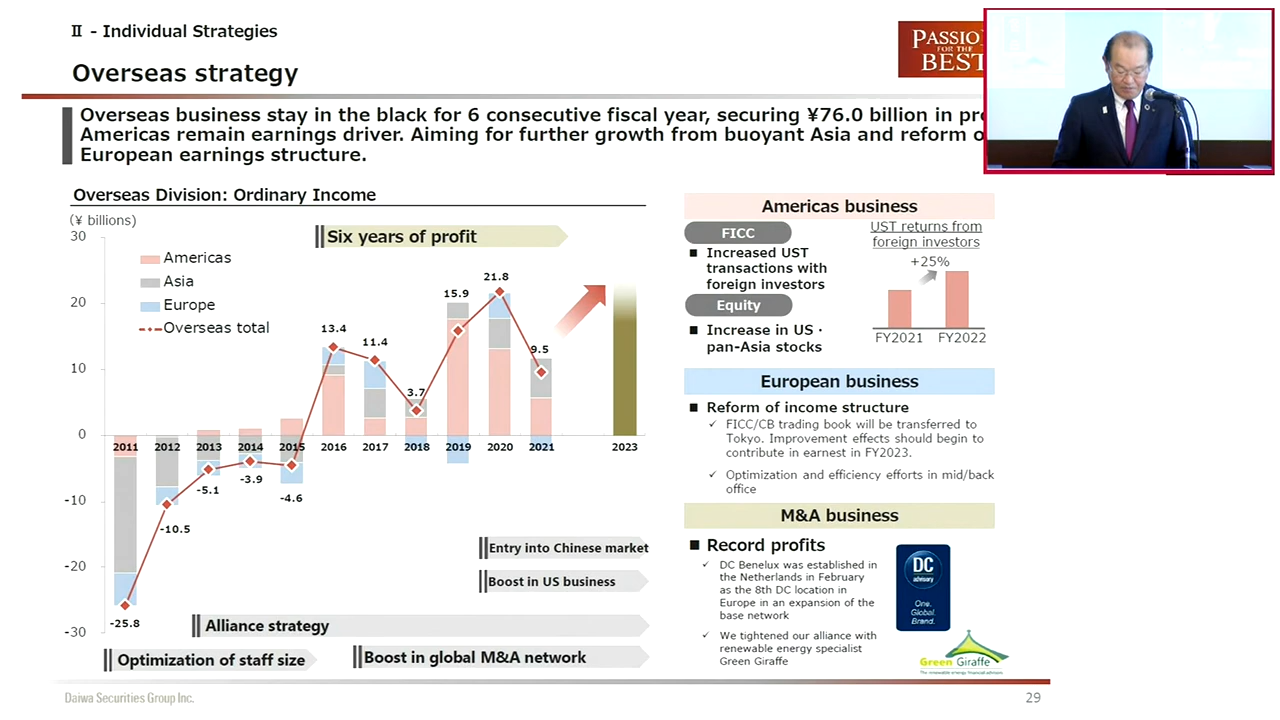 II - Individual Strategies
Overseas strategy
PASSIO
FOR THE
BEST
Overseas business stay in the black for 6 consecutive fiscal year, securing ¥76.0 billion in pr
Americas remain earnings driver. Aiming for further growth from buoyant Asia and reform o
European earnings structure.
Overseas Division: Ordinary Income
(¥ billions)
30
20
10
0
-10
-20
-30
Six years of profit
Americas
Asia
Europe
Overseas total
13.4
11.4
3.7
15.9
21.8
9.5
2011
2012
2013
2014
2015
2016
2017
2018
2019
2020
2021
2023
-25.8
-10.5
-5.1
-3.9
-4.6
Entry into Chinese market
Boost in US business
Alliance strategy
Optimization of staff size
Boost in global M&A network
Americas business
FICC
■ Increased UST
transactions with
foreign investors
Equity
■ Increase in US・
pan-Asia stocks
UST returns from
foreign investors
+25%
FY2021
FY2022
European business
■ Reform of income structure
✓ FICC/CB trading book will be transferred to
Tokyo. Improvement effects should begin to
contribute in earnest in FY2023.
✓ Optimization and efficiency efforts in mid/back
office
M&A business
■ Record profits
✓ DC Benelux was established in
the Netherlands in February
as the 8th DC location in
Europe in an expansion of the
base network
✓ We tightened our alliance with
renewable energy specialist
Green Giraffe
DC
advisory
One.
Global.
Brand.
Green Giraffe
The renewable energy financial advisors
Daiwa Securities Group Inc.
29